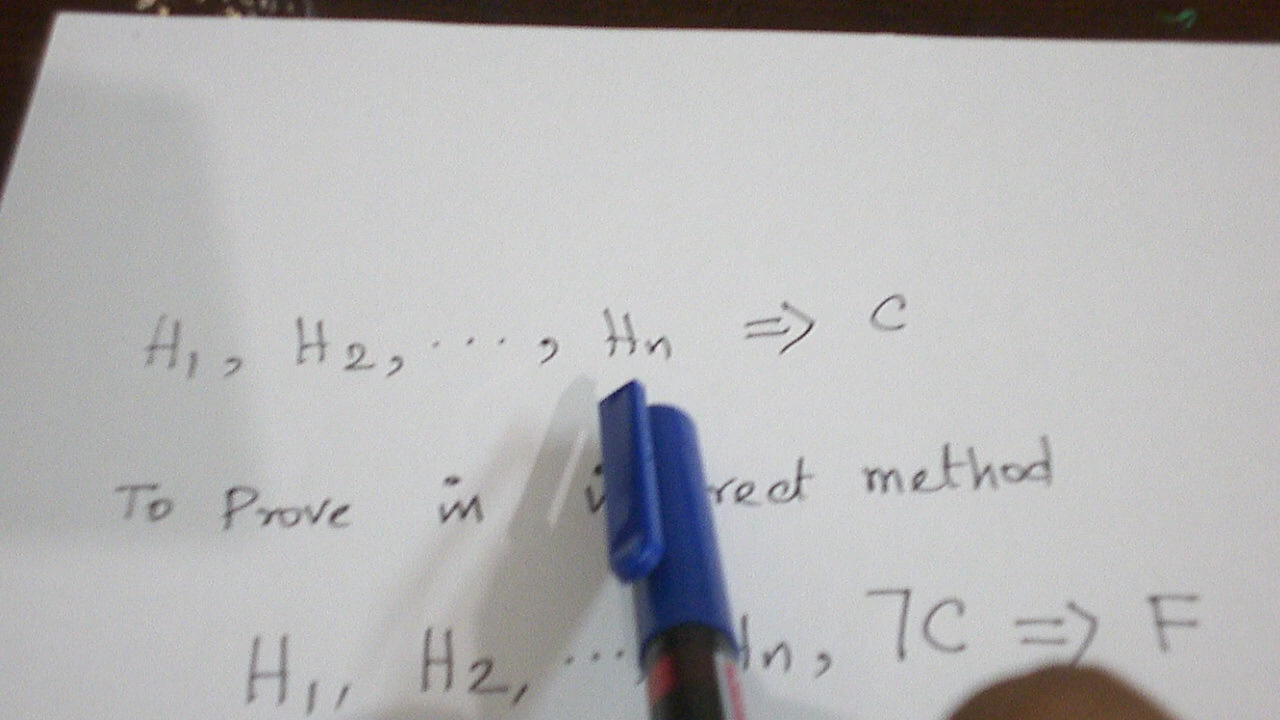 H₁, H₂, ..., Hn => C
To Prove in method
H₁, H₂, ... n, ¬C => F